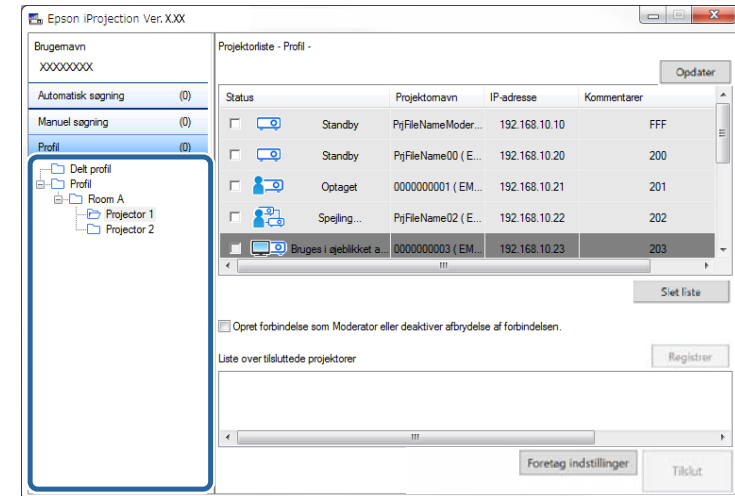 Epson iProjection Ver. X.XX
Brugernavn
XXXXXXXX
Automatisk søgning (0)
Manuel søgning (0)
Profil (0)
Delt profil
Profil
Room A
Projector 1
Projector 2
Projektorliste - Profil -
Opdater
Status Projektornavn IP-adresse Kommentarer
Standby PrjFileNameModer... 192.168.10.10 FFF
Standby PrjFileName00 ( E... 192.168.10.20 200
Optaget 0000000001 ( EM... 192.168.10.21 201
Spejling... PrjFileName02 ( E... 192.168.10.22 202
Bruges i øjeblikket a... 0000000003 ( EM... 192.168.10.23 203
Slet liste
Opret forbindelse som Moderator eller deaktiver afbrydelse af forbindelsen.
Liste over tilsluttede projektorer
Registrer
Foretag indstillinger
Tilslut